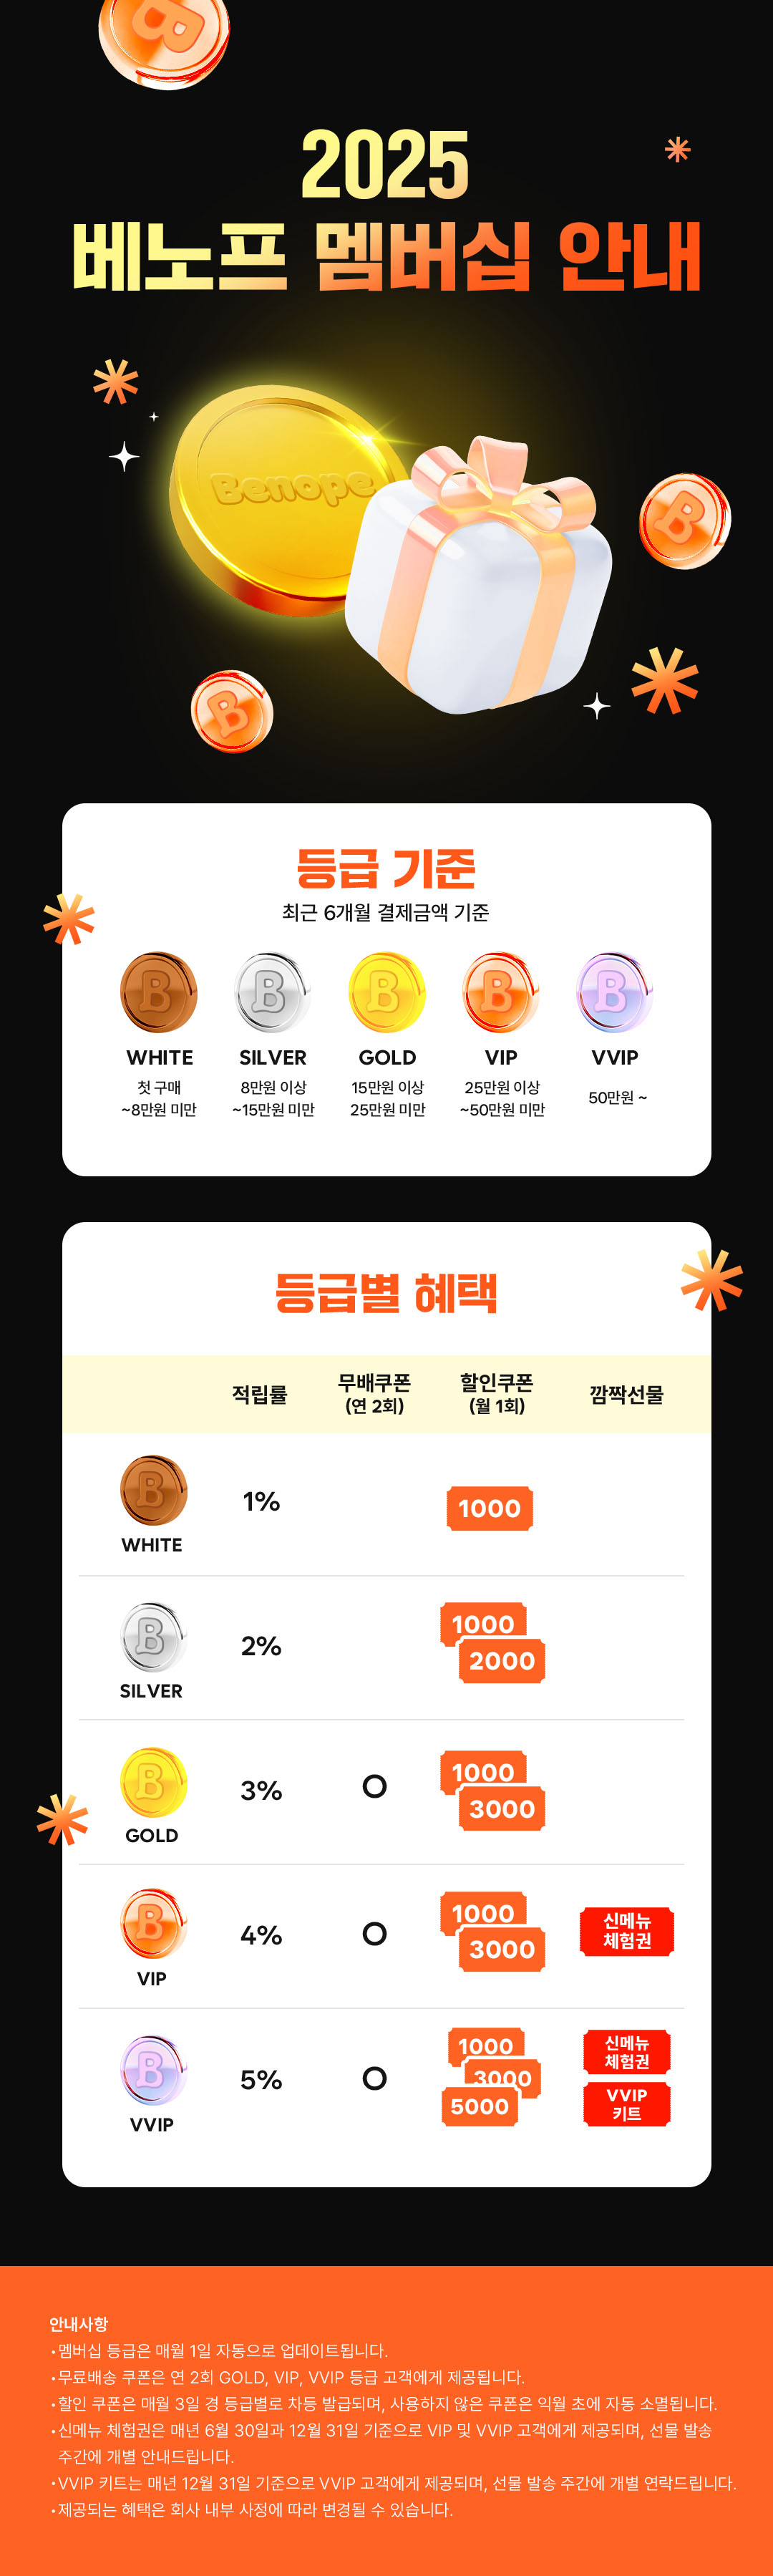 B
2025
베노프 멤버십 안내
Benope
B
B
등급 기준
최근 6개월 결제금액 기준
B B B B B
WHITE SILVER GOLD VIP VVIP
첫 구매 8만원 이상 15만원 이상 25만원 이상 50만원 ~
~8만원 미만 ~15만원 미만 25만원 미만 ~50만원 미만
등급별 혜택
적립률 무배쿠폰 할인쿠폰 깜짝선물
(연 2회) (월 1회)
B
1% 1000
WHITE
B
2% 1000
2000
SILVER
B
3% O 1000
3000
GOLD
B
4% O 1000 신메뉴
3000 체험권
VIP
B
5% O 1000 신메뉴
3000 체험권
5000 VVIP
키트
VVIP
안내사항
•멤버십 등급은 매월 1일 자동으로 업데이트됩니다.
•무료배송 쿠폰은 연 2회 GOLD, VIP, VVIP 등급 고객에게 제공됩니다.
•할인 쿠폰은 매월 3일 경 등급별로 차등 발급되며, 사용하지 않은 쿠폰은 익월 초에 자동 소멸됩니다.
•신메뉴 체험권은 매년 6월 30일과 12월 31일 기준으로 VIP 및 VVIP 고객에게 제공되며, 선물 발송
주간에 개별 안내드립니다.
•VVIP 키트는 매년 12월 31일 기준으로 VVIP 고객에게 제공되며, 선물 발송 주간에 개별 연락드립니다.
•제공되는 혜택은 회사 내부 사정에 따라 변경될 수 있습니다.